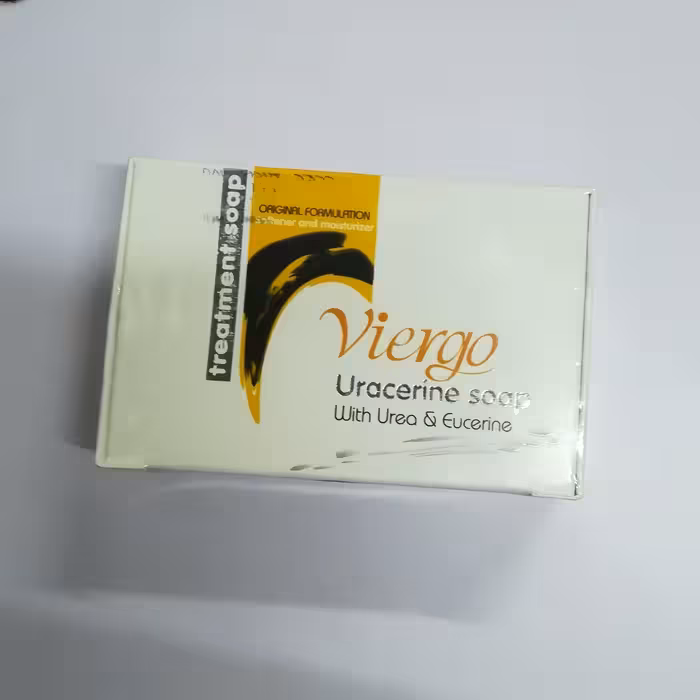 treatment soap
ORIGINAL FORMULATION
softener and moisturizer
Viergo
Uracerine soap
With Urea & Eucerine